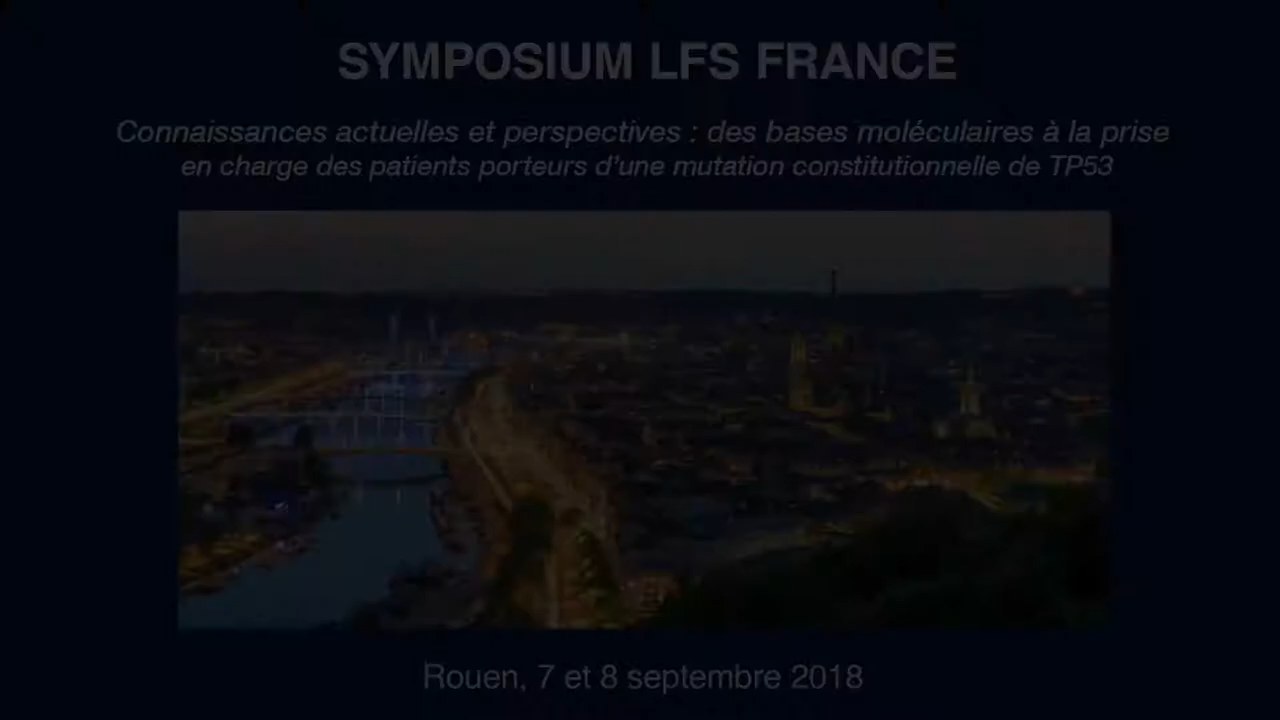 SYMPOSIUM LFS FRANCE
Connaissances actuelles et perspectives : des bases moléculaires à la prise
en charge des patients porteurs d'une mutation constitutionnelle de TP53
Rouen, 7 et 8 septembre 2018